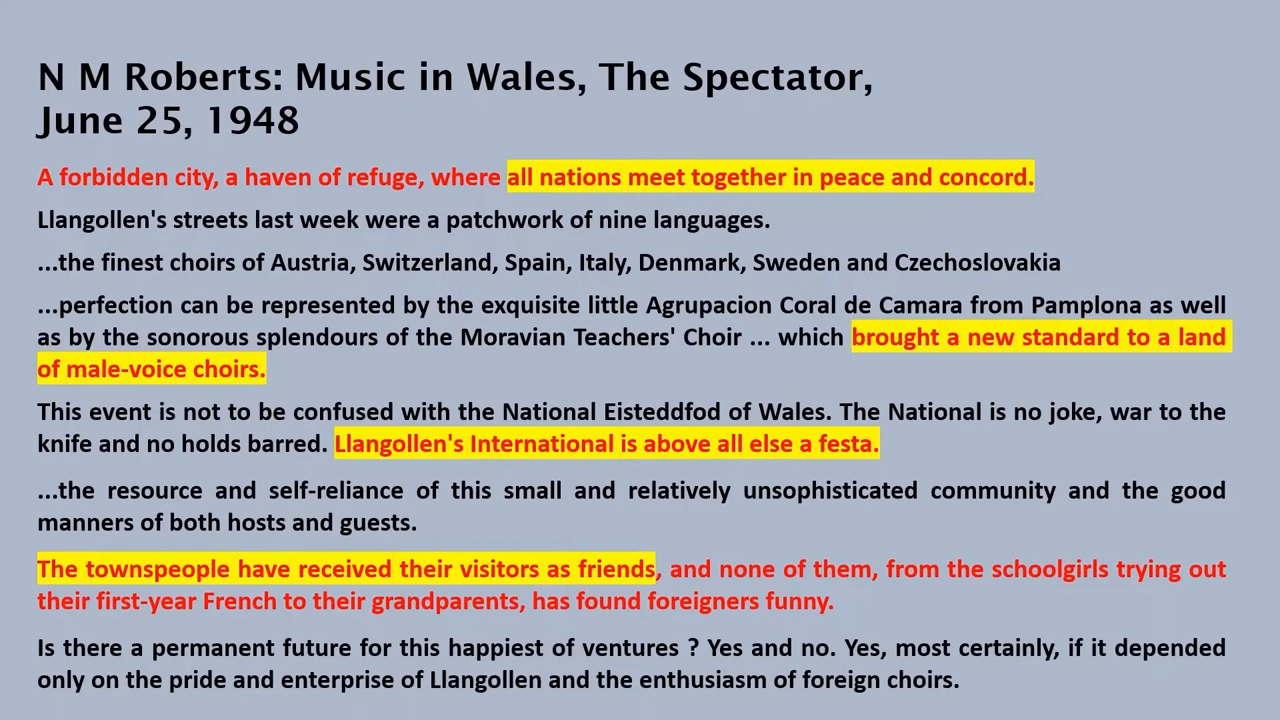 N M Roberts: Music in Wales, The Spectator,
June 25, 1948
A forbidden city, a haven of refuge, where all nations meet together in peace and concord.
Llangollen's streets last week were a patchwork of nine languages.
...the finest choirs of Austria, Switzerland, Spain, Italy, Denmark, Sweden and Czechoslovakia
...perfection can be represented by the exquisite little Agrupacion Coral de Camara from Pamplona as well
as by the sonorous splendours of the Moravian Teachers' Choir ... which brought a new standard to a land
of male-voice choirs.
This event is not to be confused with the National Eisteddfod of Wales. The National is no joke, war to the
knife and no holds barred. Llangollen's International is above all else a festa.
...the resource and self-reliance of this small and relatively unsophisticated community and the good
manners of both hosts and guests.
The townspeople have received their visitors as friends, and none of them, from the schoolgirls trying out
their first-year French to their grandparents, has found foreigners funny.
Is there a permanent future for this happiest of ventures ? Yes and no. Yes, most certainly, if it depended
only on the pride and enterprise of Llangollen and the enthusiasm of foreign choirs.